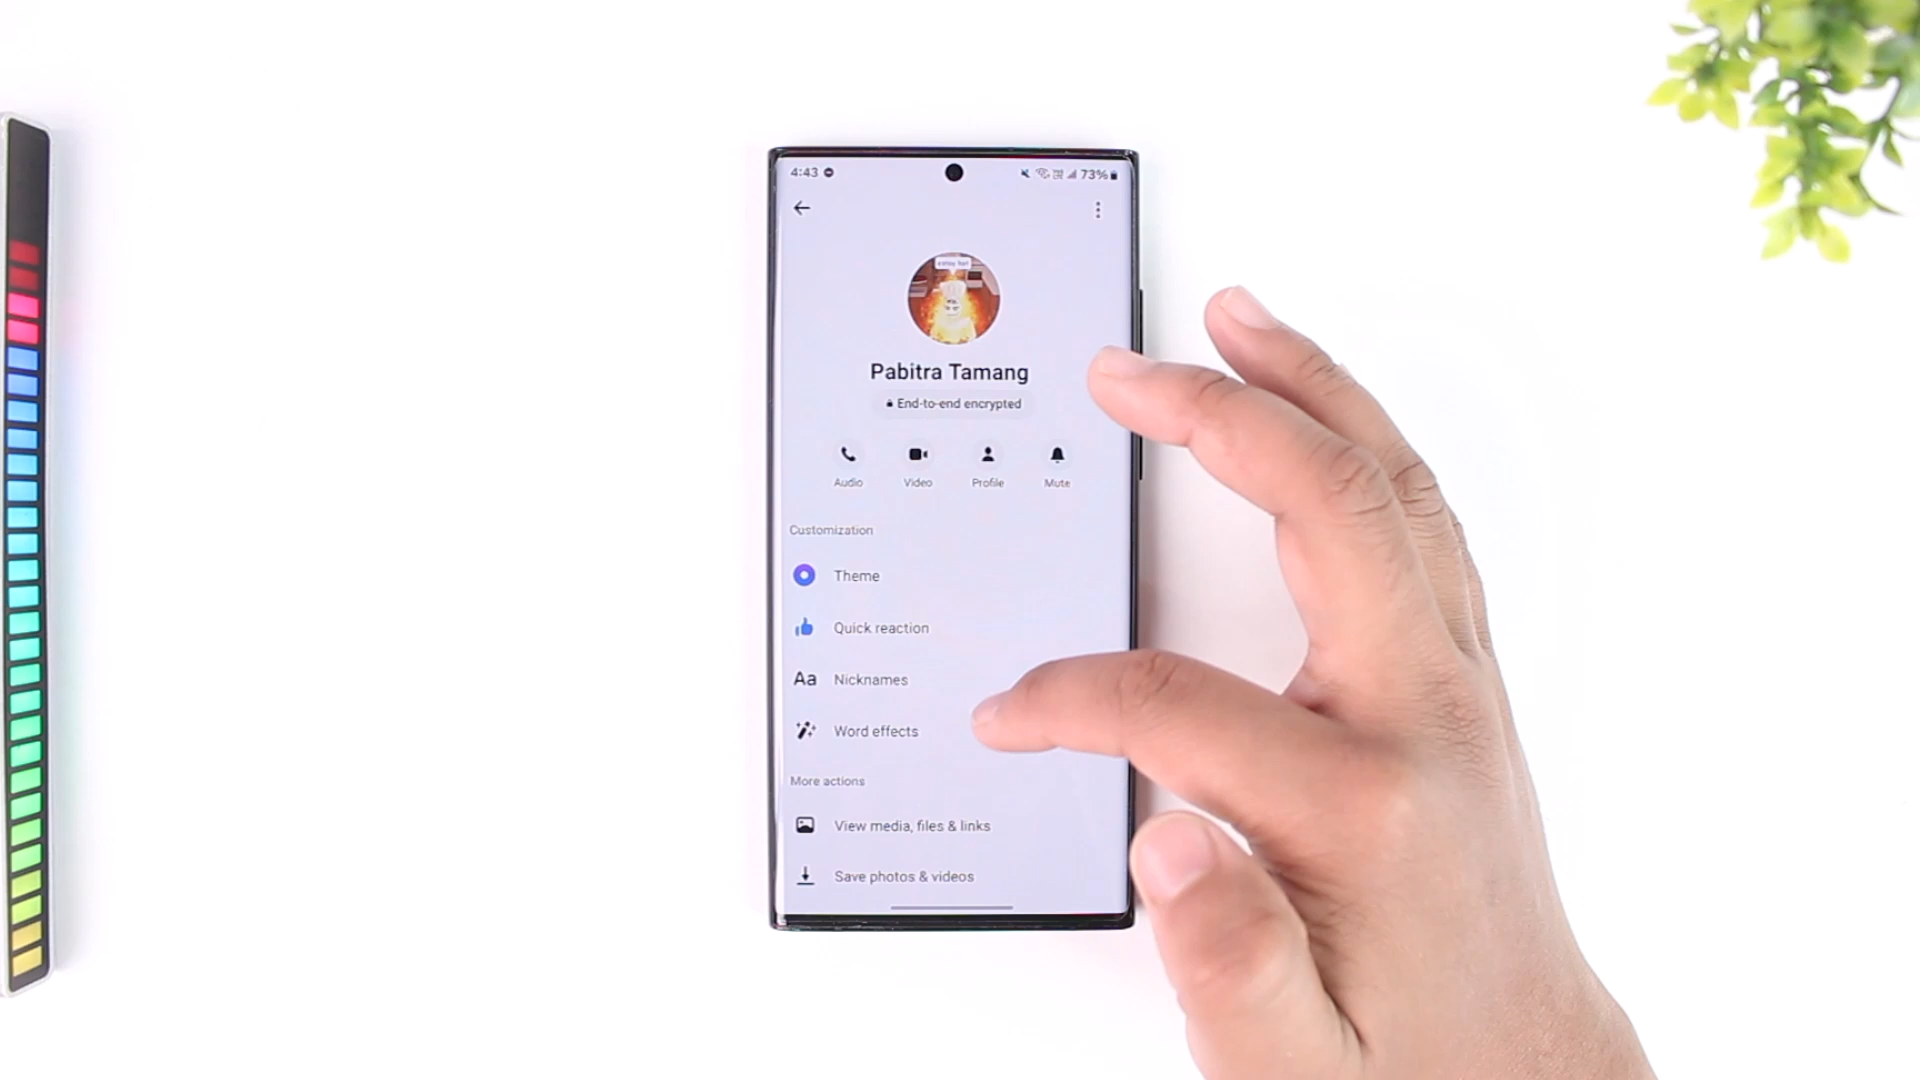 4:43
73%
Pabitra Tamang
End-to-end encrypted
Audio Video Profile Mute
Customization
Theme
Quick reaction
Aa Nicknames
Word effects
More actions
View media, files & links
Save photos & videos